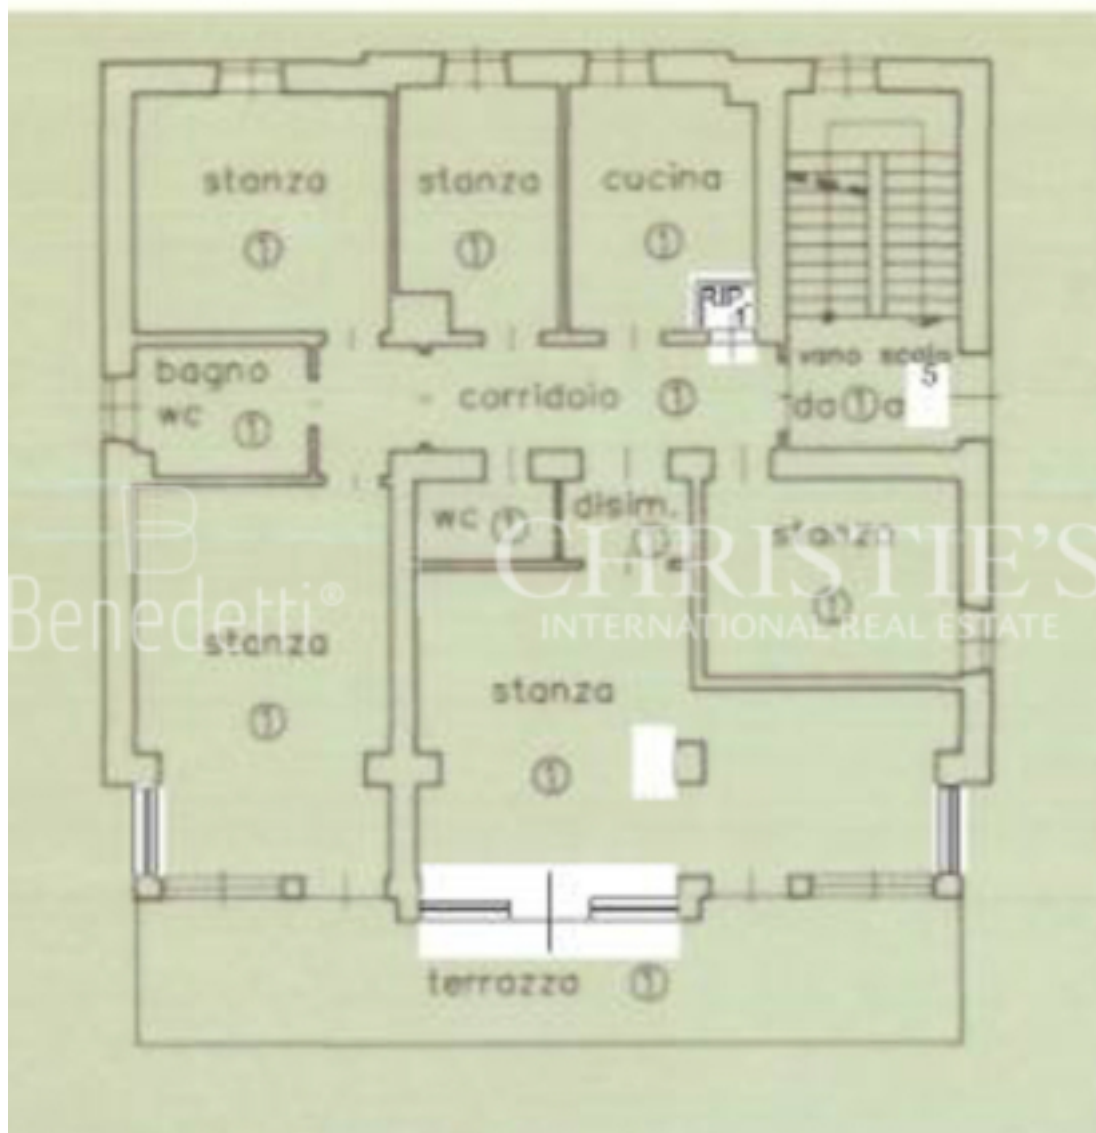 stanza
①
stanza
①
cucina
①
RIP.
1
bagno
wc ①
corridoio ①
vano scala
da ① a 5
wc ①
disim.
①
stanza
①
B
Benedetti®
CHRISTIE'S
INTERNATIONAL REAL ESTATE
stanza
①
stanza
①
terrazza ①